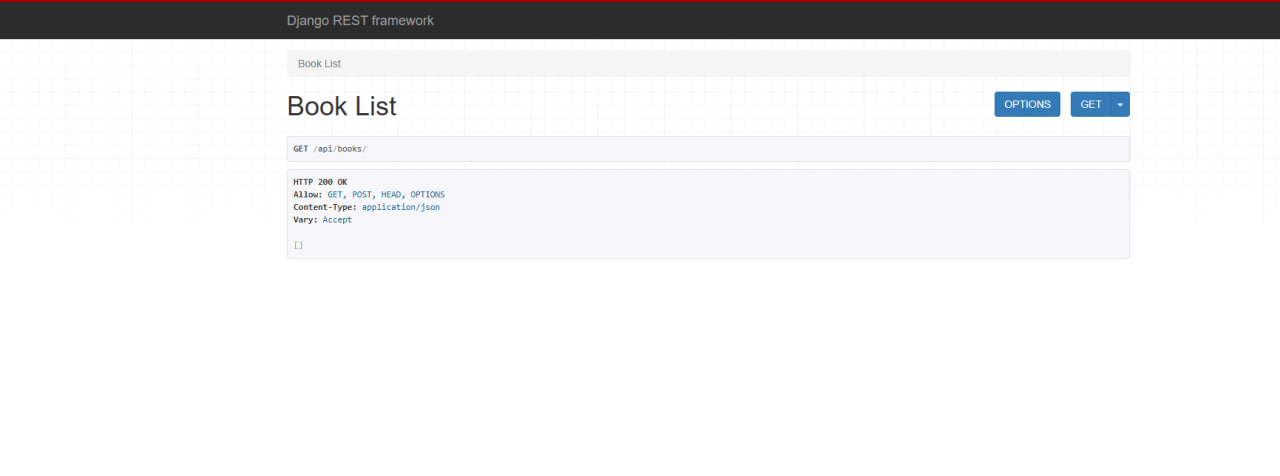 Django REST framework
Book List
Book List
OPTIONS
GET
GET /api/books/
HTTP 200 OK
Allow: GET, POST, HEAD, OPTIONS
Content-Type: application/json
Vary: Accept
[]